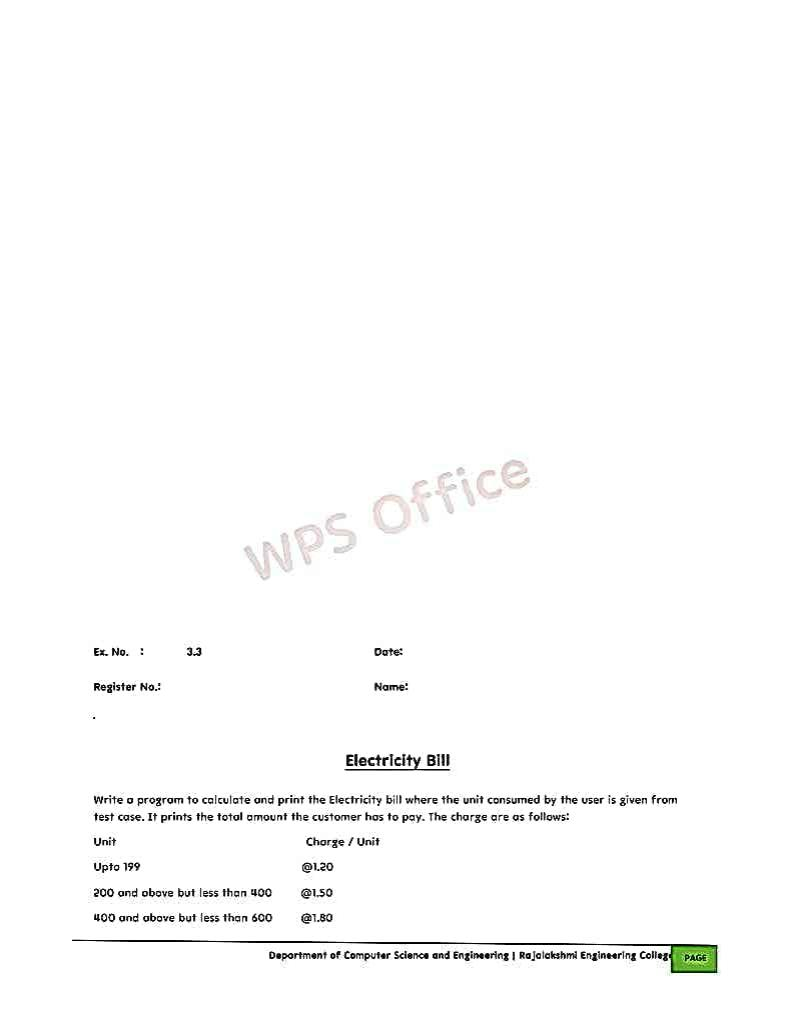 WPS Office
Ex. No. : 3.3 Date:
Register No.: Name:
.
Electricity Bill
Write a program to calculate and print the Electricity bill where the unit consumed by the user is given from
test case. It prints the total amount the customer has to pay. The charge are as follows:
Unit Charge / Unit
Upto 199 @1.20
200 and above but less than 400 @1.50
400 and above but less than 600 @1.80
Department of Computer Science and Engineering | Rajalakshmi Engineering College PAGE